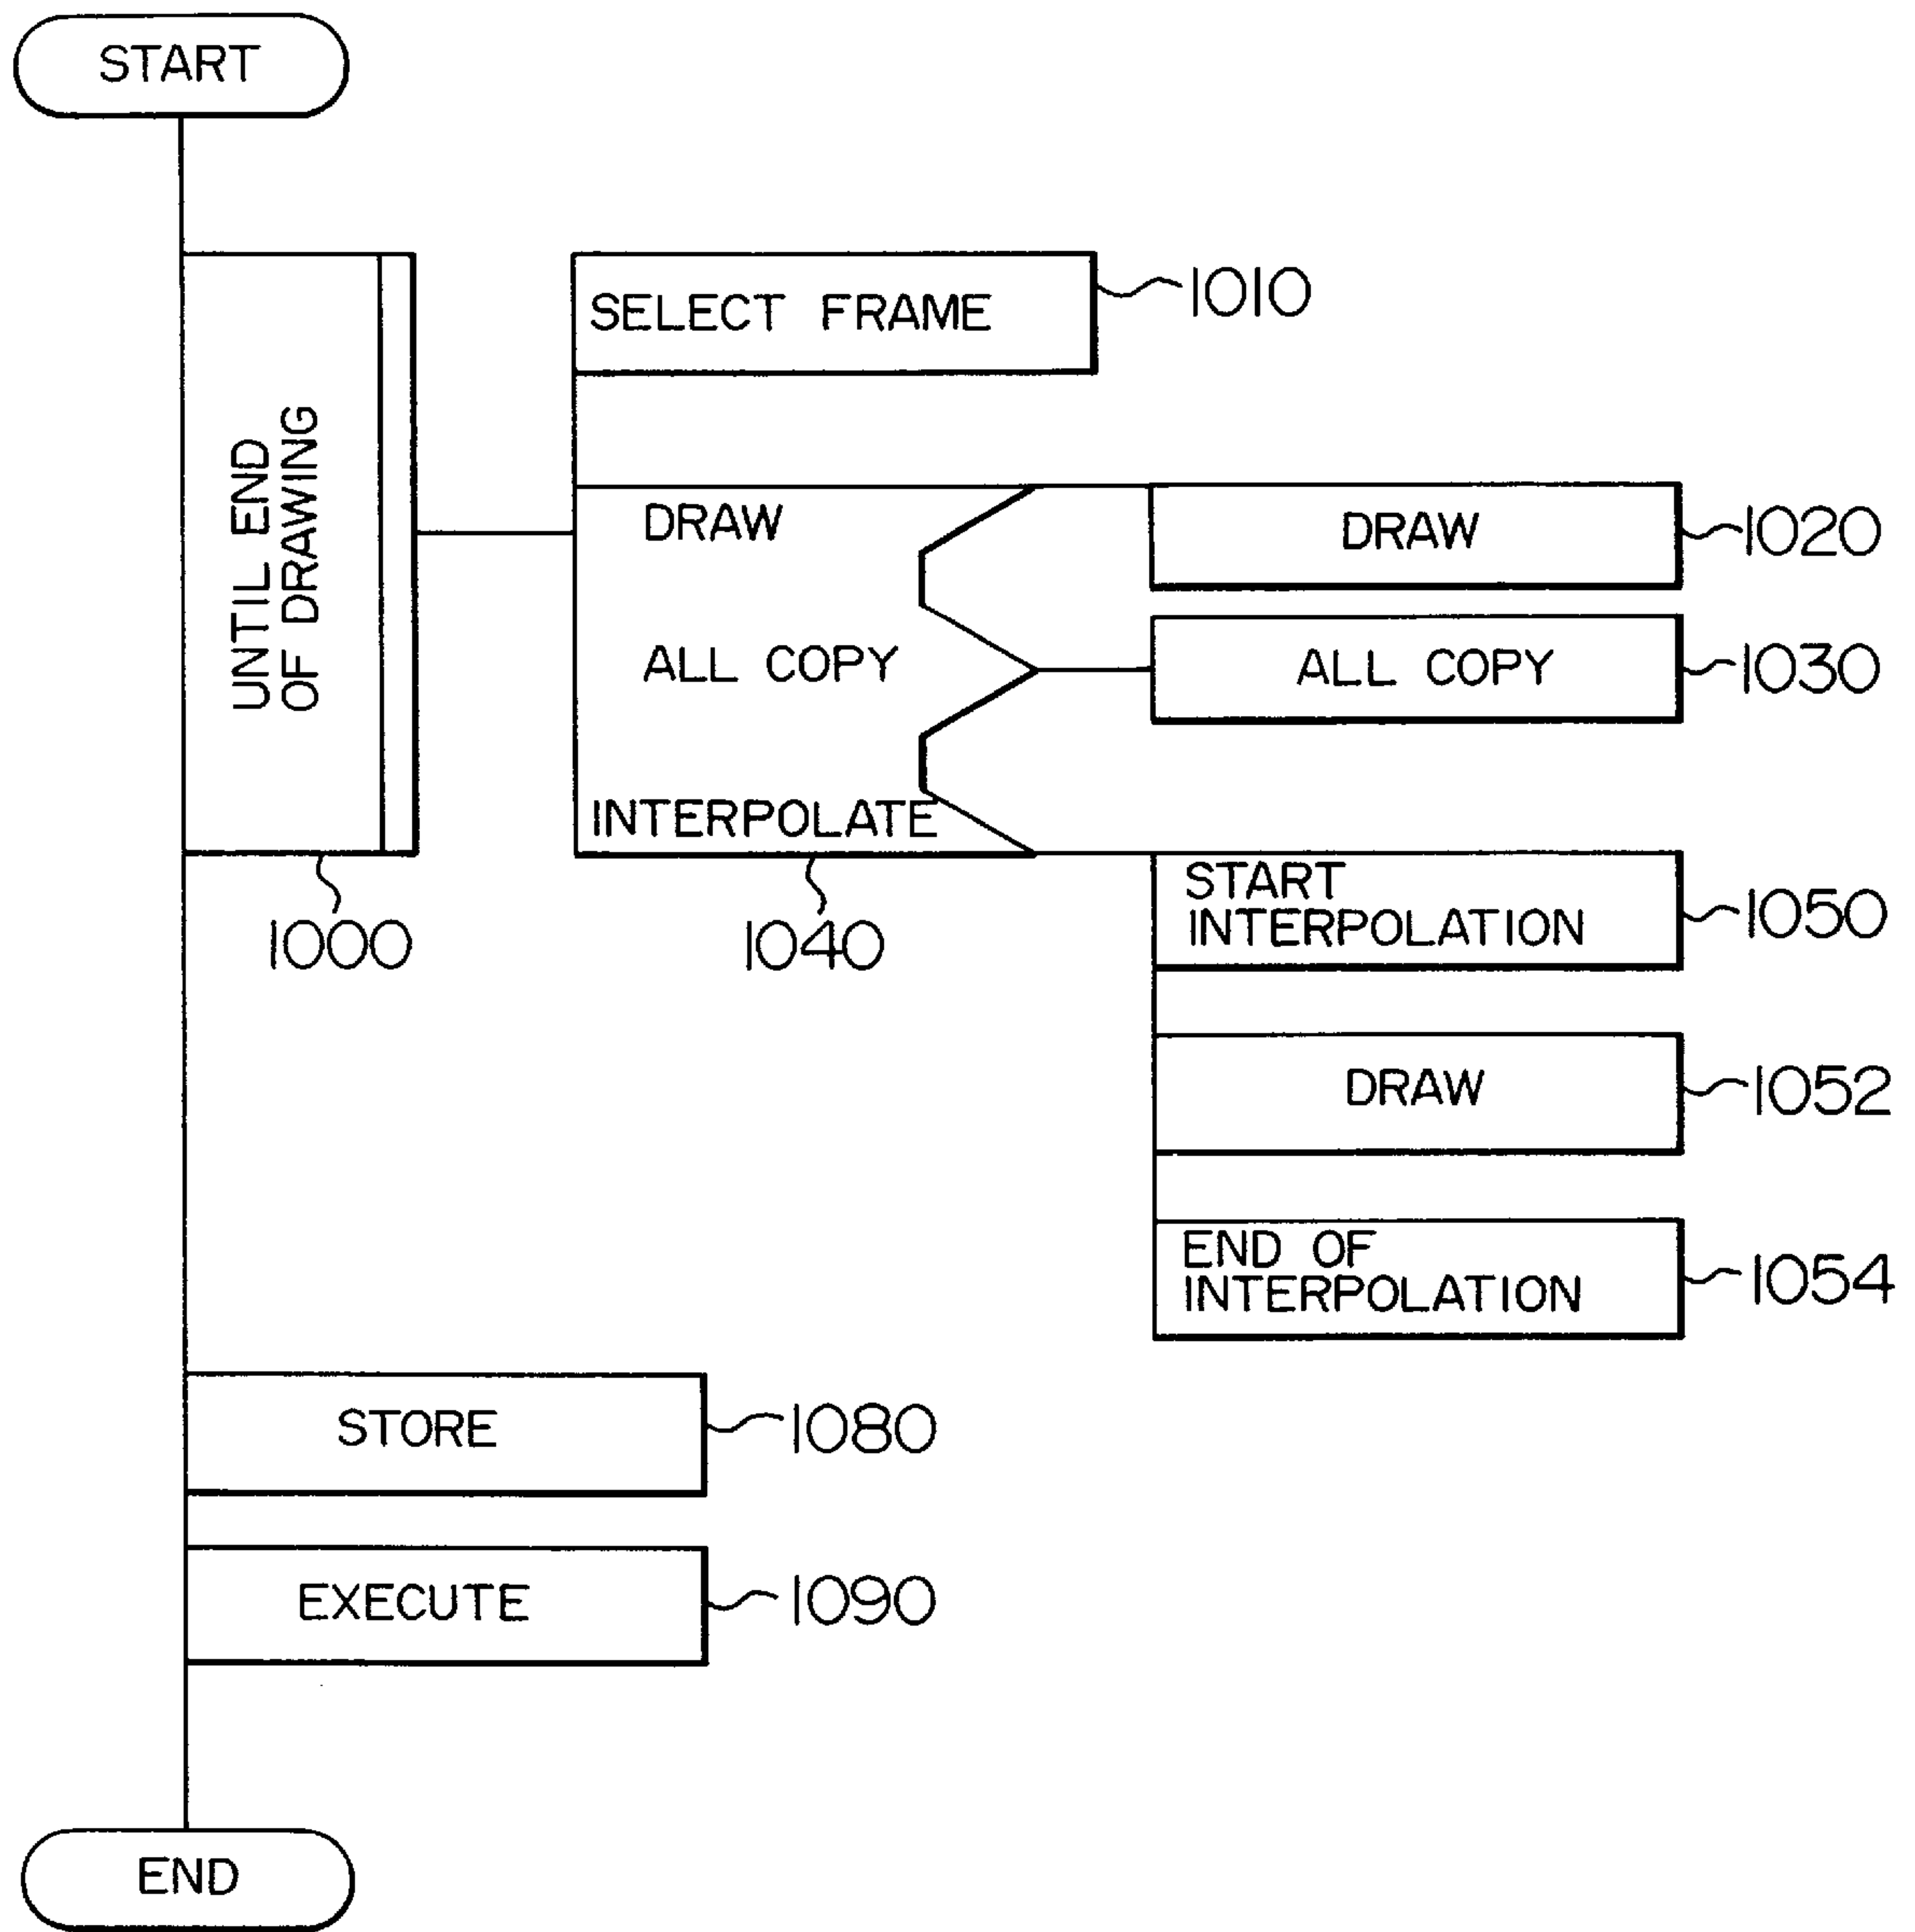 START
SELECT FRAME
1010
UNTIL END
OF DRAWING
DRAW
ALL COPY
INTERPOLATE
DRAW
1020
ALL COPY
1030
1000
1040
START
INTERPOLATION
1050
DRAW
1052
END OF
INTERPOLATION
1054
STORE
1080
EXECUTE
1090
END